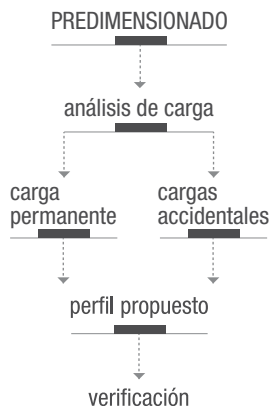 PREDIMENSIONADO
análisis de carga
carga
permanente
cargas
accidentales
perfil propuesto
verificación